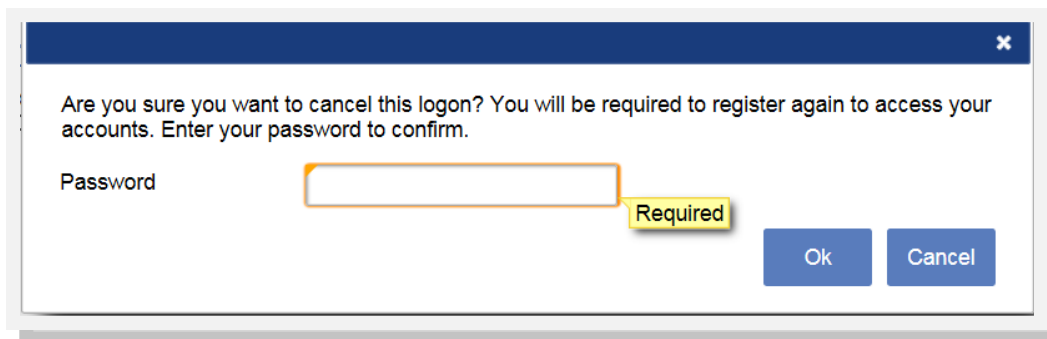 Are you sure you want to cancel this logon? You will be required to register again to access your
accounts. Enter your password to confirm.
Password
Required
Ok Cancel